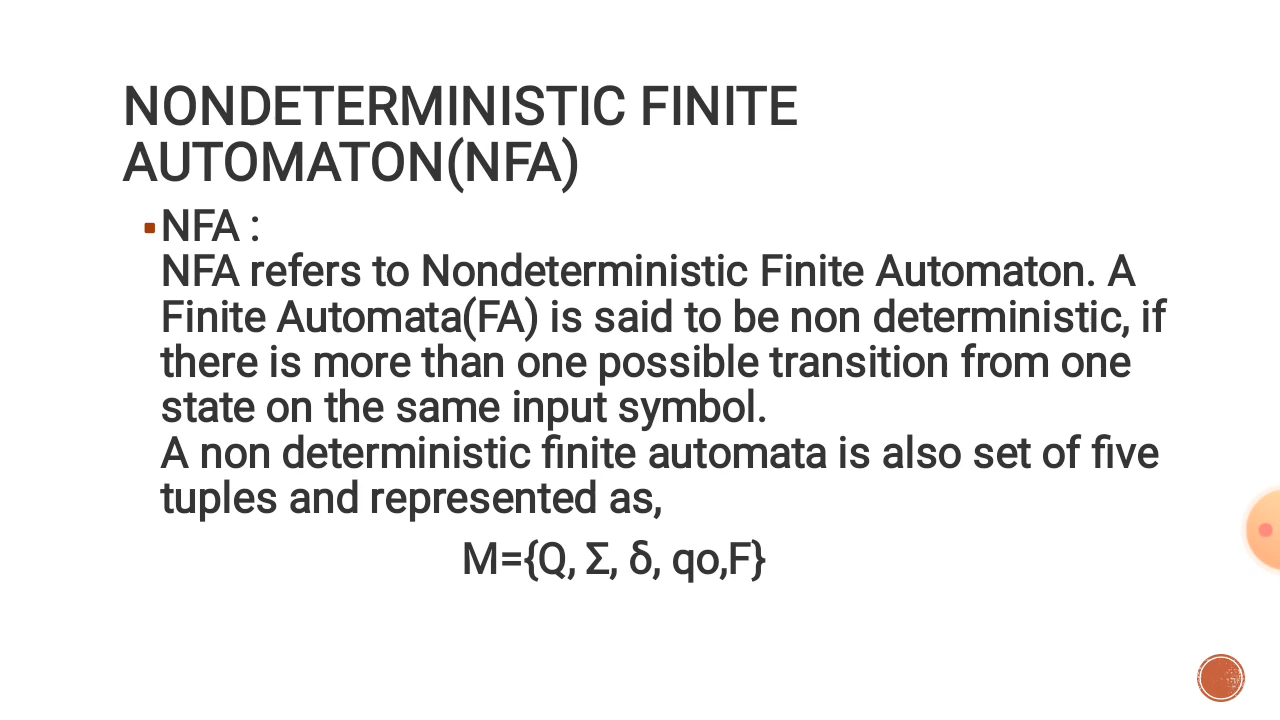 NONDETERMINISTIC FINITE
AUTOMATON(NFA)
NFA :
NFA refers to Nondeterministic Finite Automaton. A
Finite Automata(FA) is said to be non deterministic, if
there is more than one possible transition from one
state on the same input symbol.
A non deterministic finite automata is also set of five
tuples and represented as,
M={Q, Σ, δ, qo,F}